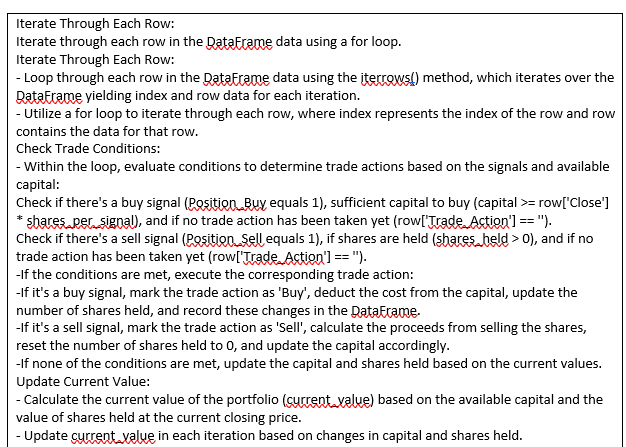 Iterate Through Each Row:
Iterate through each row in the DataFrame data using a for loop.
Iterate Through Each Row:
- Loop through each row in the DataFrame data using the iterrows() method, which iterates over the
DataFrame yielding index and row data for each iteration.
- Utilize a for loop to iterate through each row, where index represents the index of the row and row
contains the data for that row.
Check Trade Conditions:
- Within the loop, evaluate conditions to determine trade actions based on the signals and available
capital:
Check if there's a buy signal (Position_Buy equals 1), sufficient capital to buy (capital >= row['Close']
* shares_per_signal), and if no trade action has been taken yet (row['Trade_Action'] == '').
Check if there's a sell signal (Position_Sell equals 1), if shares are held (shares_held > 0), and if no
trade action has been taken yet (row['Trade_Action'] == '').
-If the conditions are met, execute the corresponding trade action:
-If it's a buy signal, mark the trade action as 'Buy', deduct the cost from the capital, update the
number of shares held, and record these changes in the DataFrame.
-If it's a sell signal, mark the trade action as 'Sell', calculate the proceeds from selling the shares,
reset the number of shares held to 0, and update the capital accordingly.
-If none of the conditions are met, update the capital and shares held based on the current values.
Update Current Value:
- Calculate the current value of the portfolio (current_value) based on the available capital and the
value of shares held at the current closing price.
- Update current_value in each iteration based on changes in capital and shares held.